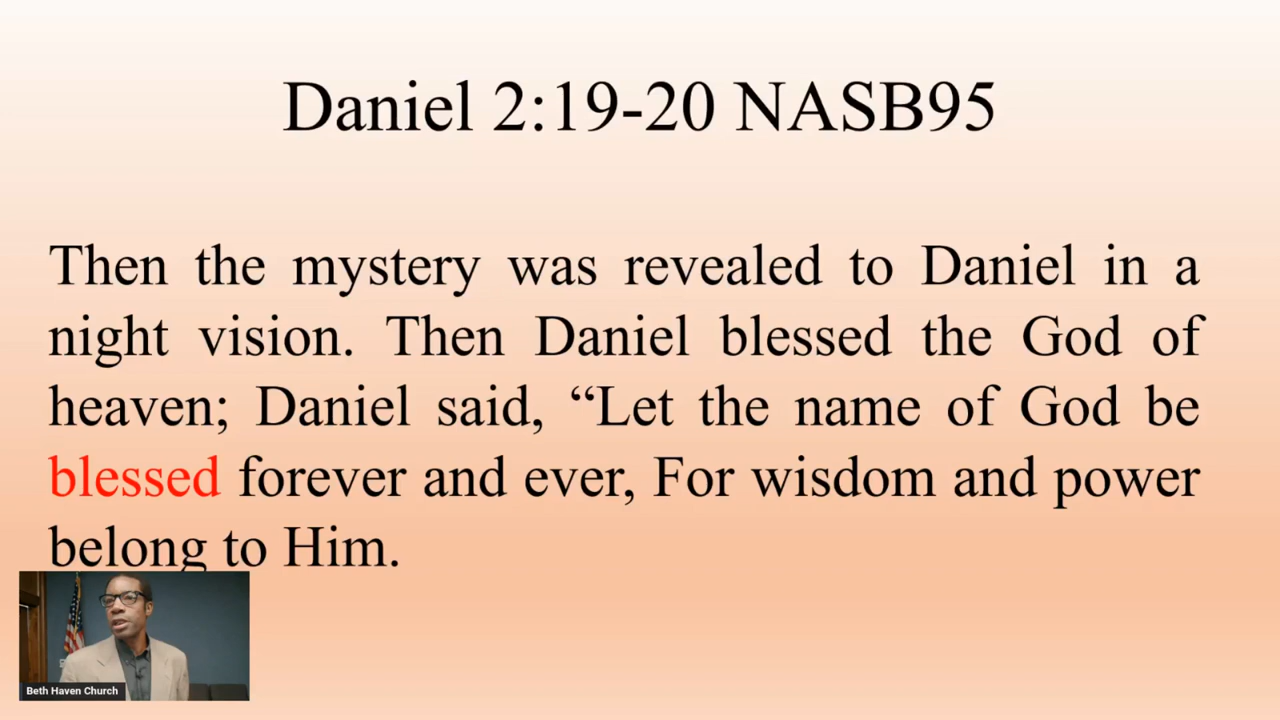 Daniel 2:19-20 NASB95
Then the mystery was revealed to Daniel in a
night vision. Then Daniel blessed the God of
heaven; Daniel said, “Let the name of God be
blessed forever and ever, For wisdom and power
belong to Him.
Beth Haven Church